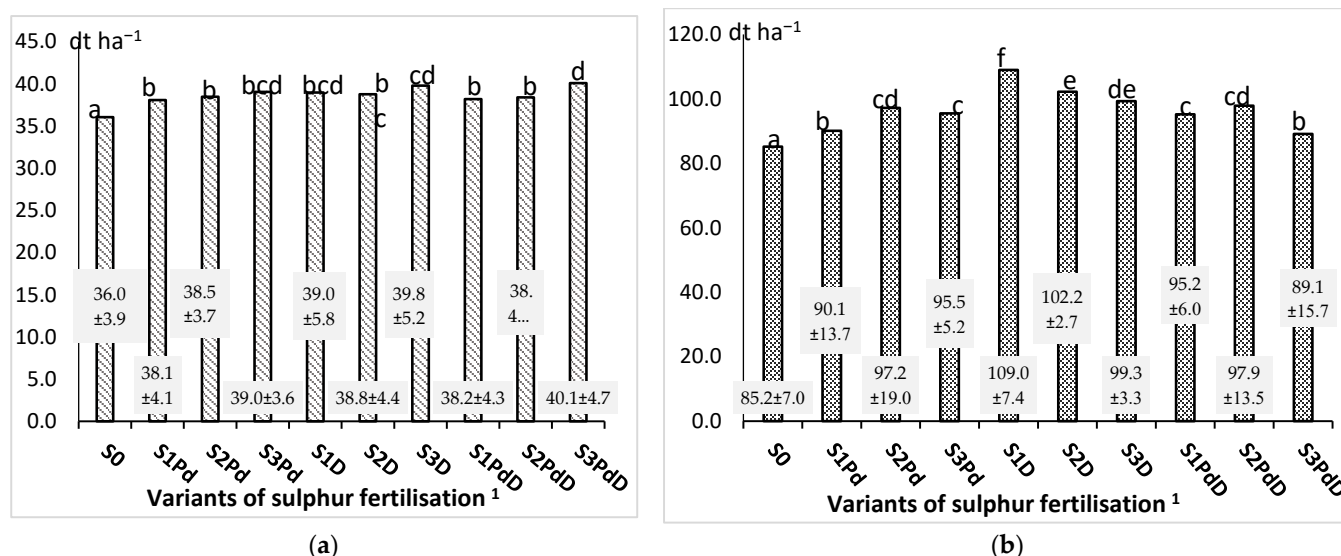 45.0
40.0
35.0
30.0
25.0
20.0
15.0
10.0
5.0
0.0
dt ha⁻¹
a
b
b
bcd
bcd
b
c
cd
b
b
d
36.0
±3.9
38.1
±4.1
38.5
±3.7
39.0±3.6
39.0
±5.8
38.8±4.4
39.8
±5.2
38.2±4.3
38.
4...
40.1±4.7
S0
S1Pd
S2Pd
S3Pd
S1D
S2D
S3D
S1PdD
S2PdD
S3PdD
Variants of sulphur fertilisation ¹
(a)
120.0
100.0
80.0
60.0
40.0
20.0
0.0
dt ha⁻¹
a
b
cd
c
f
e
de
c
cd
b
85.2±7.0
90.1
±13.7
97.2
±19.0
95.5
±5.2
109.0
±7.4
102.2
±2.7
99.3
±3.3
95.2
±6.0
97.9
±13.5
89.1
±15.7
S0
S1Pd
S2Pd
S3Pd
S1D
S2D
S3D
S1PdD
S2PdD
S3PdD
Variants of sulphur fertilisation ¹
(b)